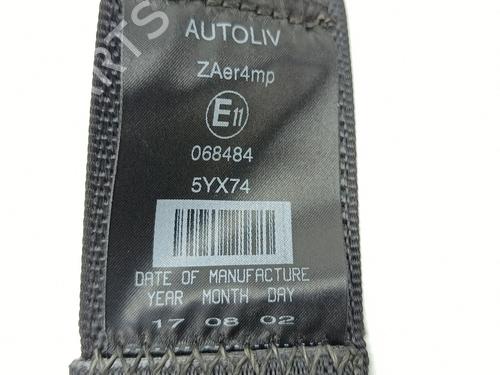 AUTOLIV
ZAer4mp
E11
068484
5YX74
DATE OF MANUFACTURE
YEAR MONTH DAY
17 08 02